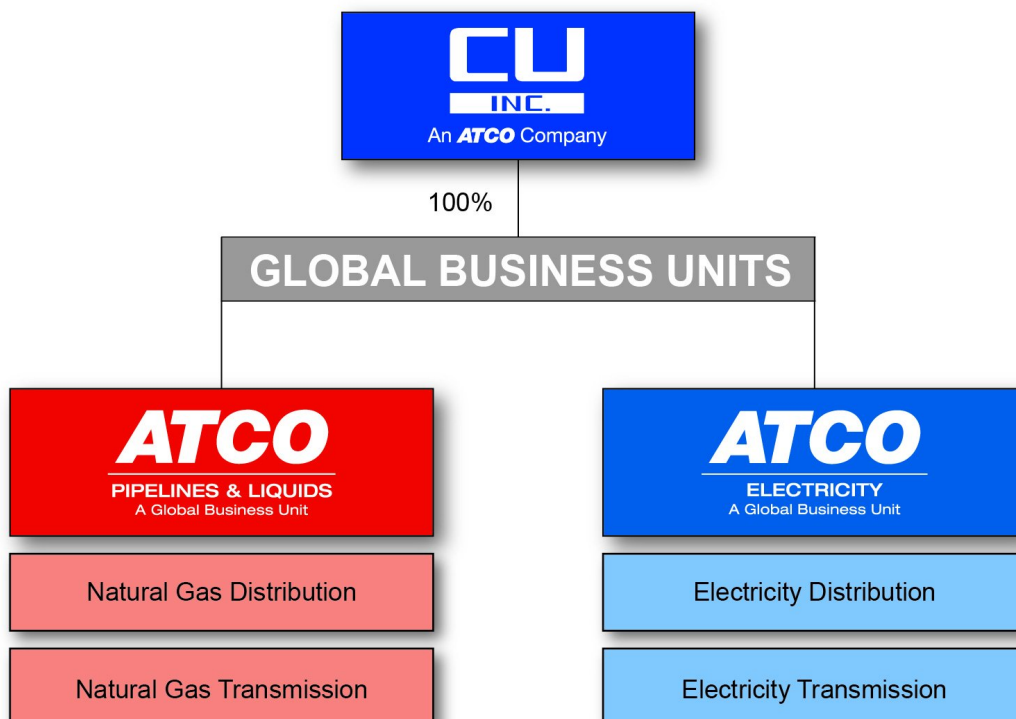 CU
INC.
An ATCO Company
100%
GLOBAL BUSINESS UNITS
ATCO
PIPELINES & LIQUIDS
A Global Business Unit
Natural Gas Distribution
Natural Gas Transmission
ATCO
ELECTRICITY
A Global Business Unit
Electricity Distribution
Electricity Transmission